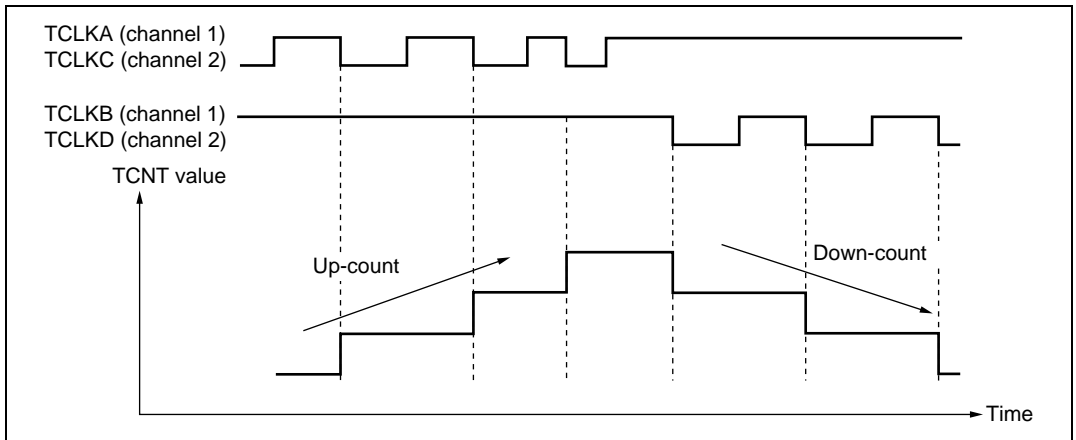 TCLKA (channel 1)
TCLKC (channel 2)
TCLKB (channel 1)
TCLKD (channel 2)
TCNT value
Up-count
Down-count
Time